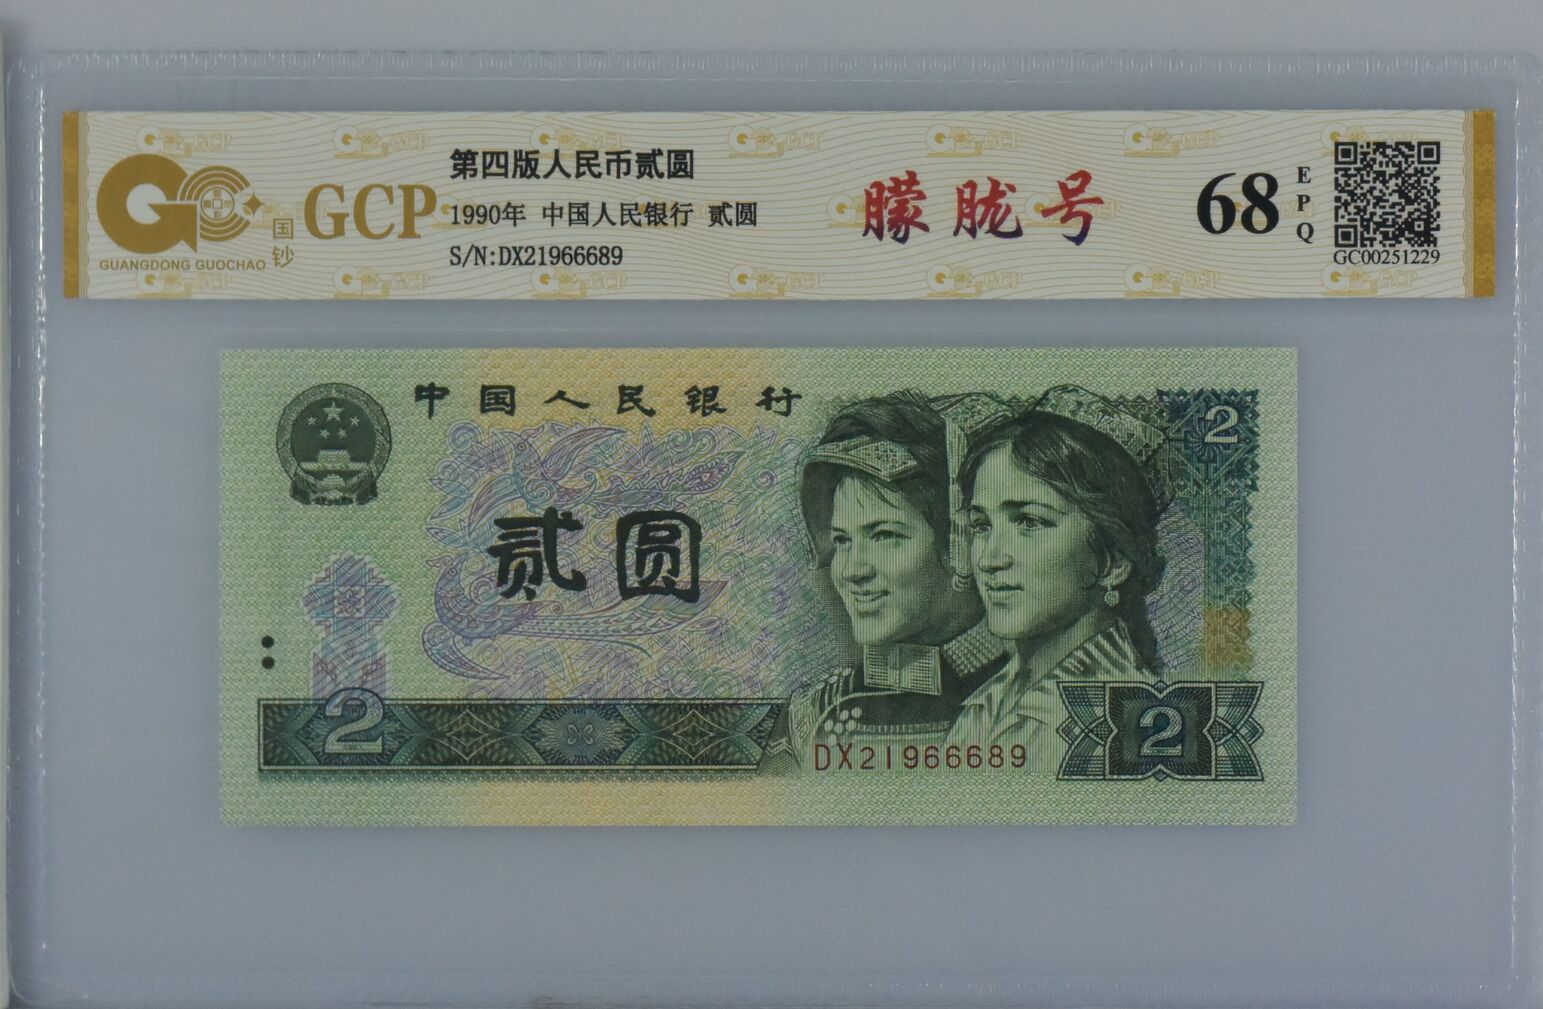 第四版人民币贰圆
GCP
国钞
GUANGDONG GUOCHAO
1990年 中国人民银行 贰圆
S/N:DX21966689
朦胧号
68
EPQ
GC00251229
中国人民银行
2
贰圆
2
2
DX21966689